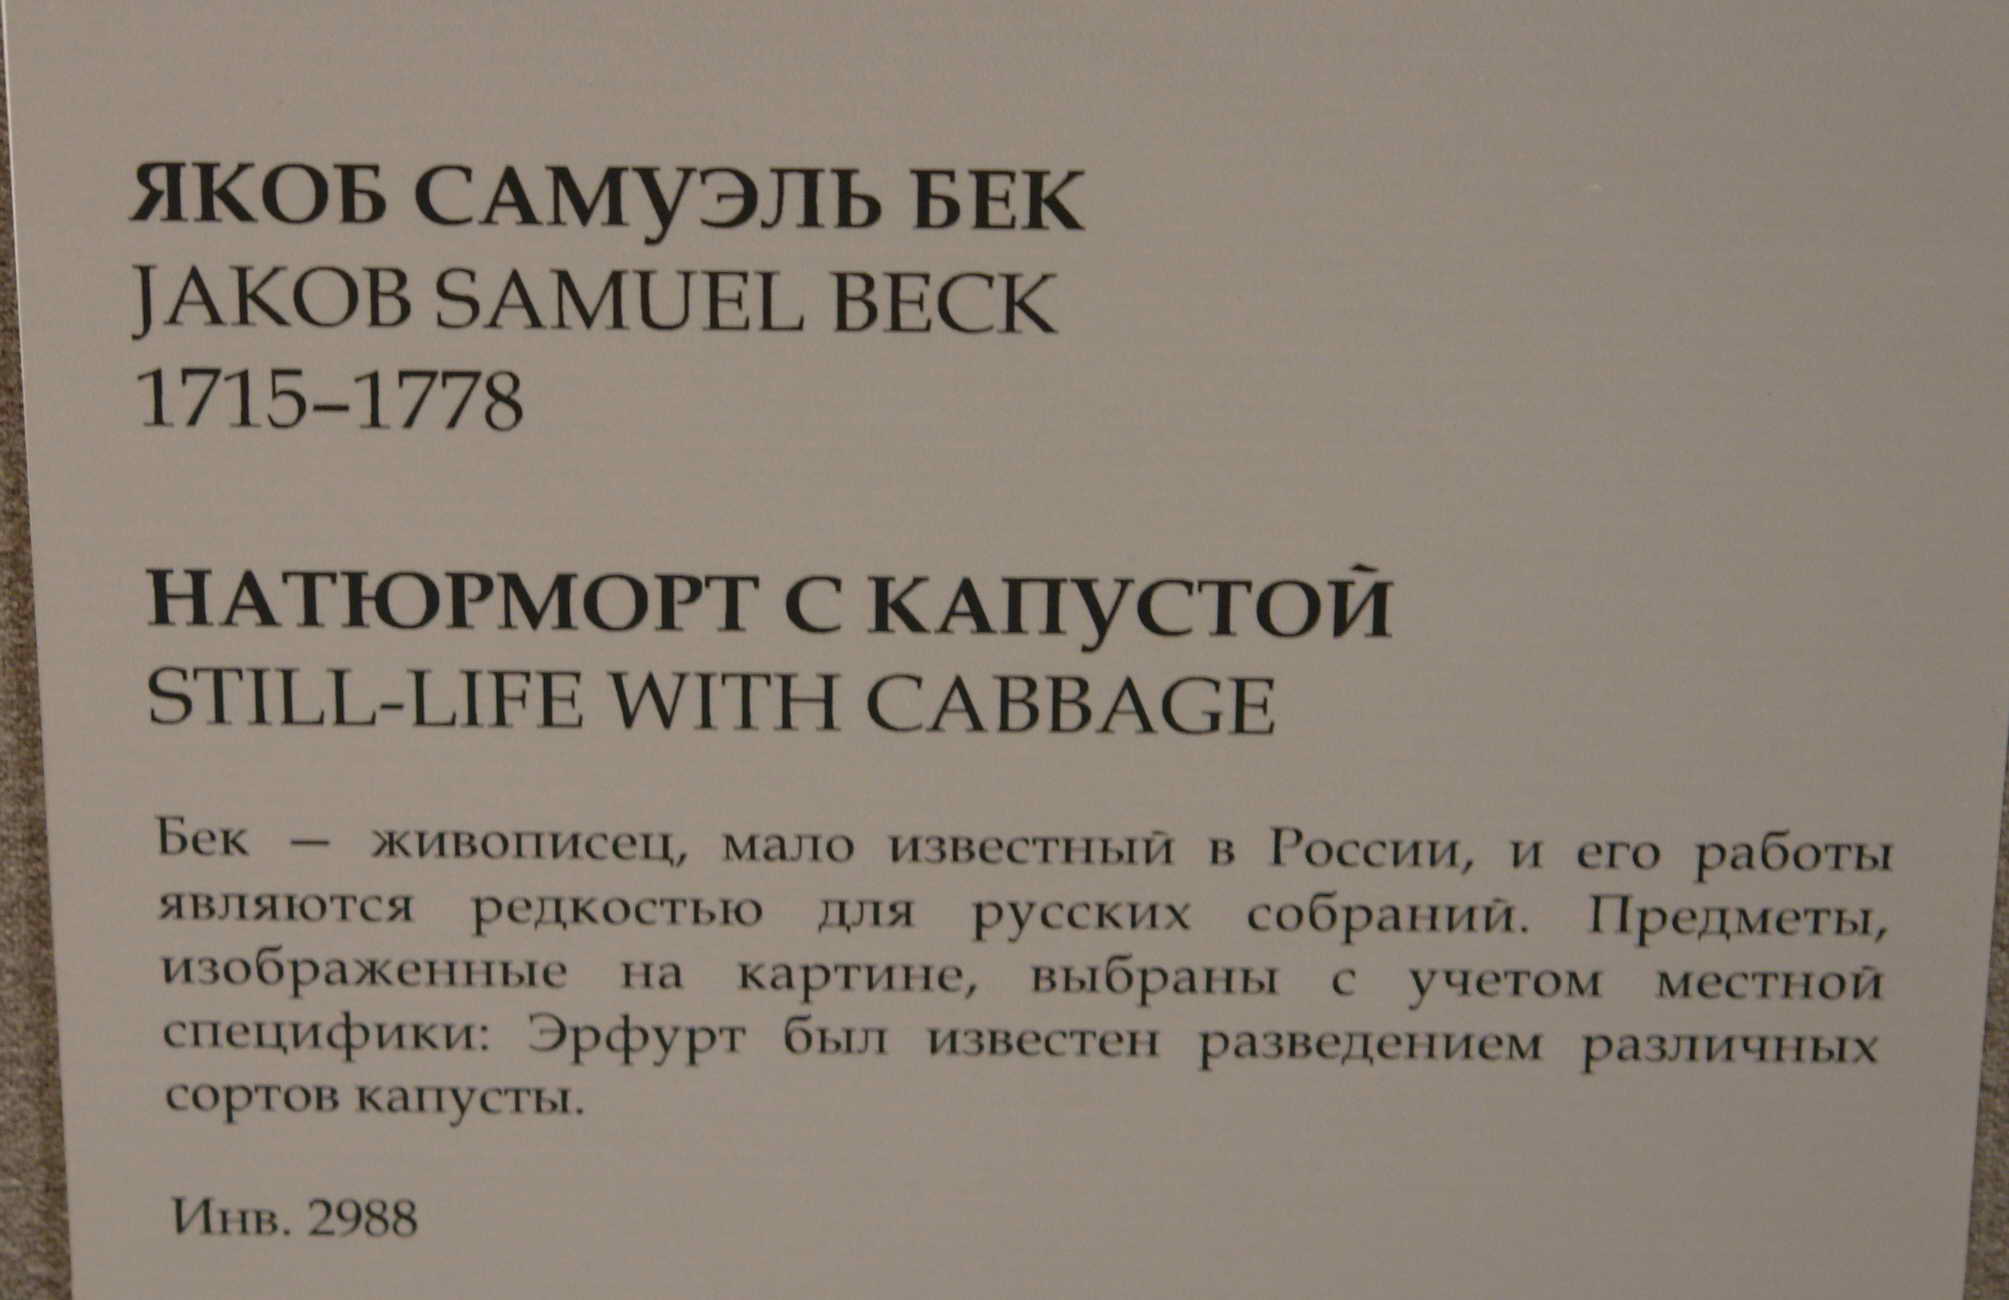 ЯКОБ САМУЭЛЬ БЕК
JAKOB SAMUEL BECK
1715–1778
НАТЮРМОРТ С КАПУСТОЙ
STILL-LIFE WITH CABBAGE
Бек — живописец, мало известный в России, и его работы
являются редкостью для русских собраний. Предметы,
изображенные на картине, выбраны с учетом местной
специфики: Эрфурт был известен разведением различных
сортов капусты.
Инв. 2988